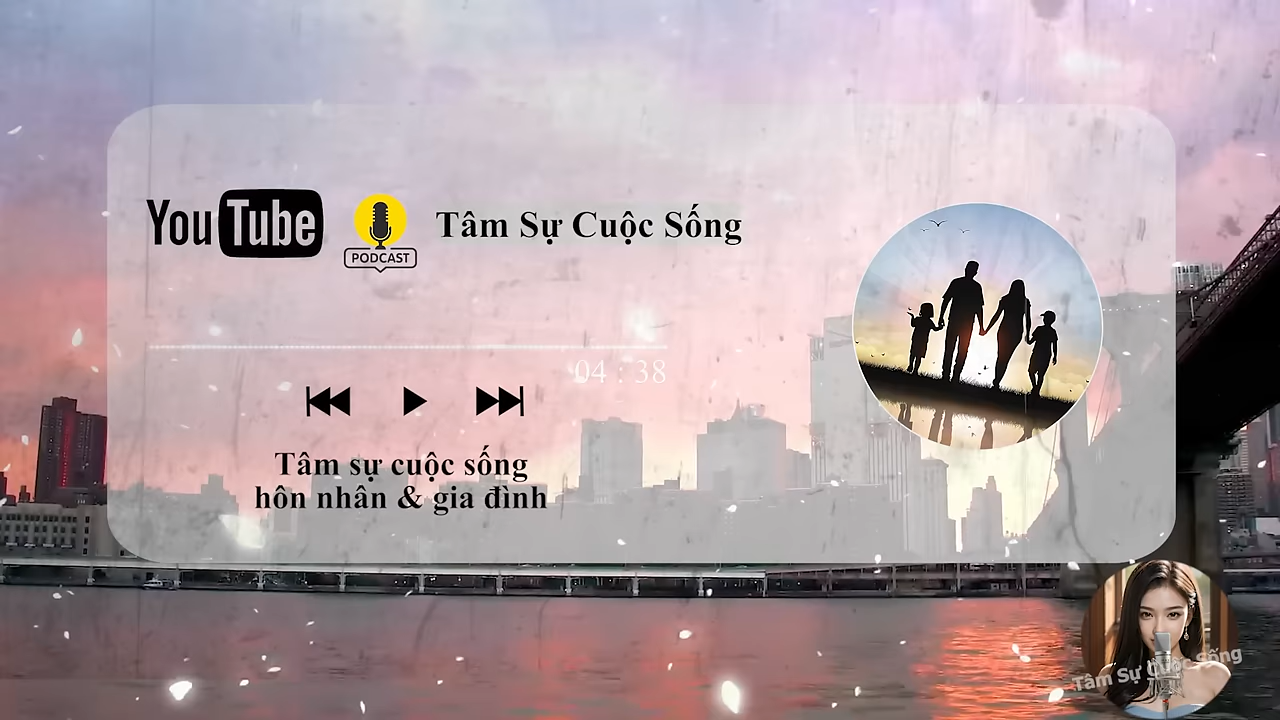 YouTube
PODCAST
Tâm Sự Cuộc Sống
04 : 38
Tâm sự cuộc sống
hôn nhân & gia đình
Tâm Sự Cuộc Sống